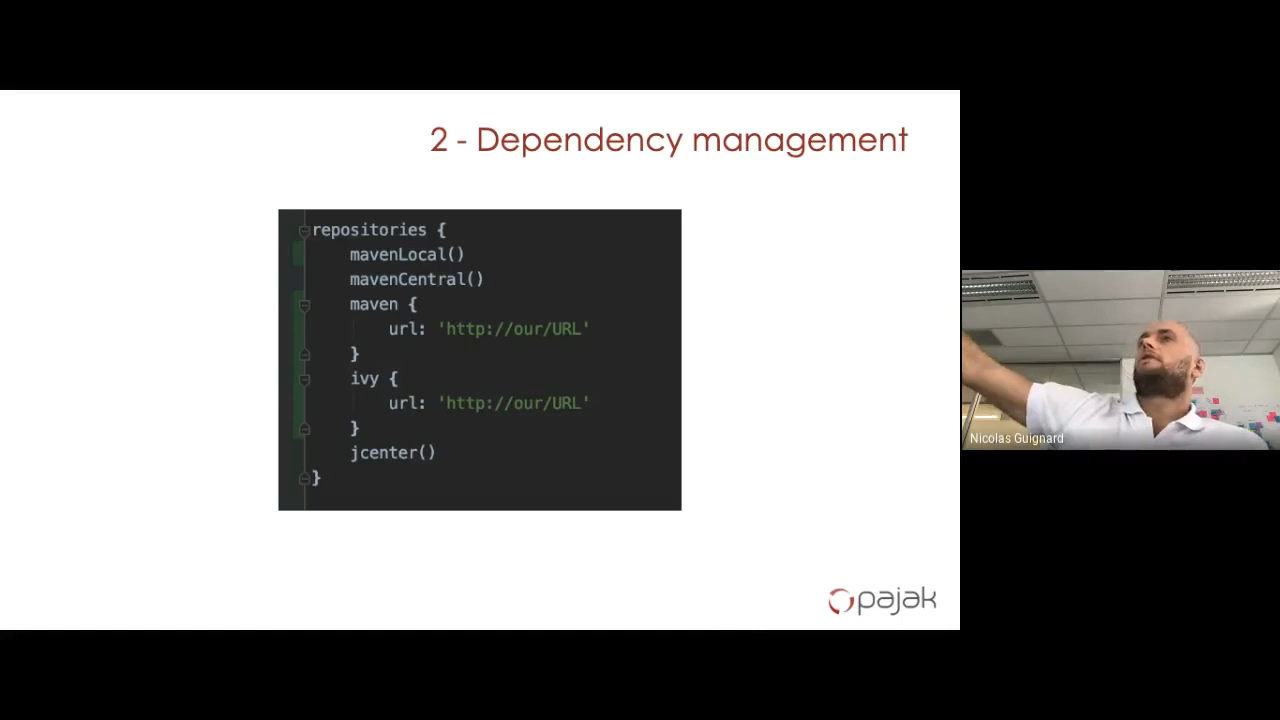 2 - Dependency management
repositories {
mavenLocal()
mavenCentral()
maven {
url: 'http://our/URL'
}
ivy {
url: 'http://our/URL'
}
jcenter()
}
Nicolas Guignard
pajak